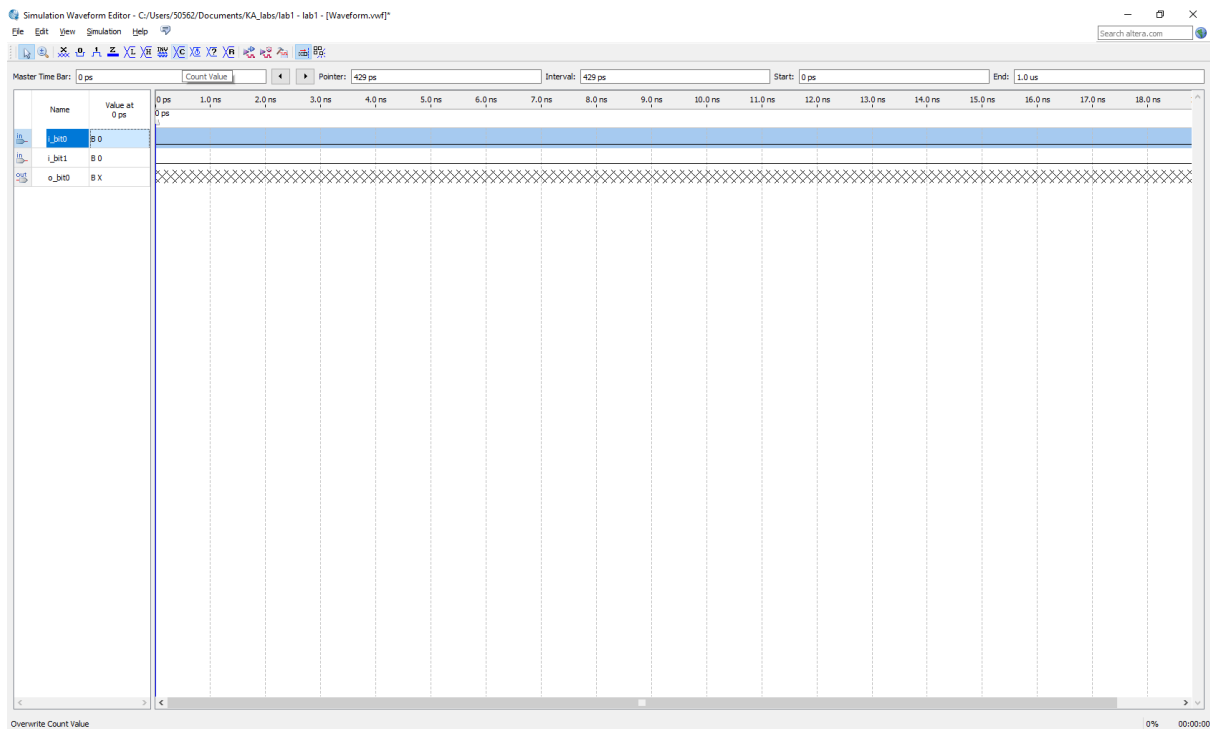 Simulation Waveform Editor - C:/Users/50562/Documents/KA_labs/lab1 - lab1 - [Waveform.vwf]*
File Edit View Simulation Help
Search altera.com
Master Time Bar: 0 ps Count Value Pointer: 429 ps Interval: 429 ps Start: 0 ps End: 1.0 us
Name Value at 0 ps
0 ps 1.0 ns 2.0 ns 3.0 ns 4.0 ns 5.0 ns 6.0 ns 7.0 ns 8.0 ns 9.0 ns 10.0 ns 11.0 ns 12.0 ns 13.0 ns 14.0 ns 15.0 ns 16.0 ns 17.0 ns 18.0 ns
0 ps
in i_bit0 B 0
in i_bit1 B 0
out o_bit0 B X
Overwrite Count Value 0% 00:00:00